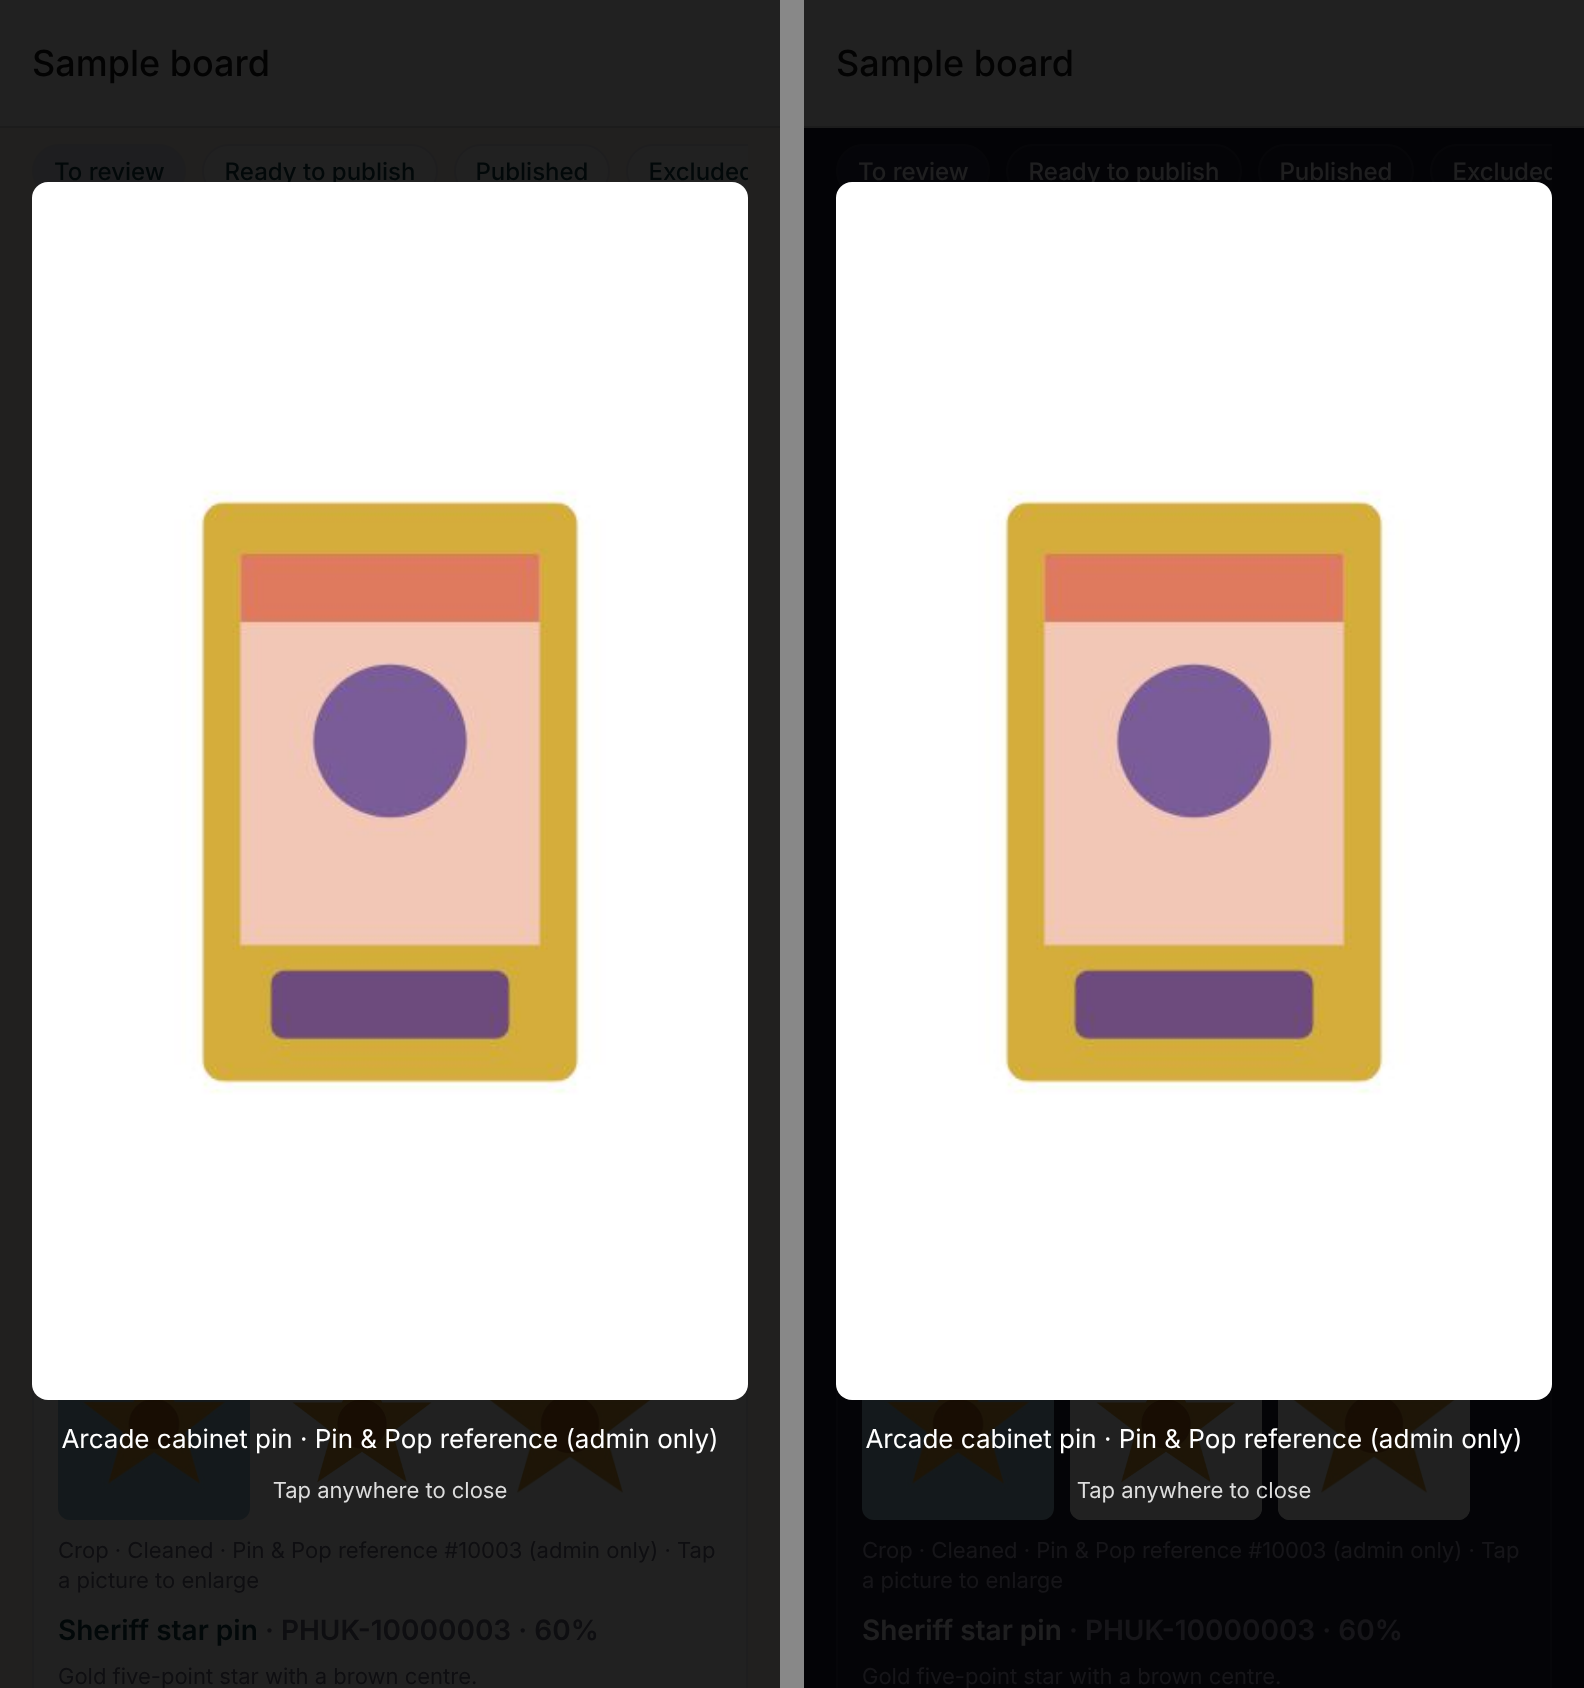 Sample board
To review
Ready to publish
Published
Excluded
Arcade cabinet pin · Pin & Pop reference (admin only)
Tap anywhere to close
Crop · Cleaned · Pin & Pop reference #10003 (admin only) · Tap
a picture to enlarge
Sheriff star pin · PHUK-10000003 · 60%
Gold five-point star with a brown centre.
Sample board
To review
Ready to publish
Published
Excluded
Arcade cabinet pin · Pin & Pop reference (admin only)
Tap anywhere to close
Crop · Cleaned · Pin & Pop reference #10003 (admin only) · Tap
a picture to enlarge
Sheriff star pin · PHUK-10000003 · 60%
Gold five-point star with a brown centre.